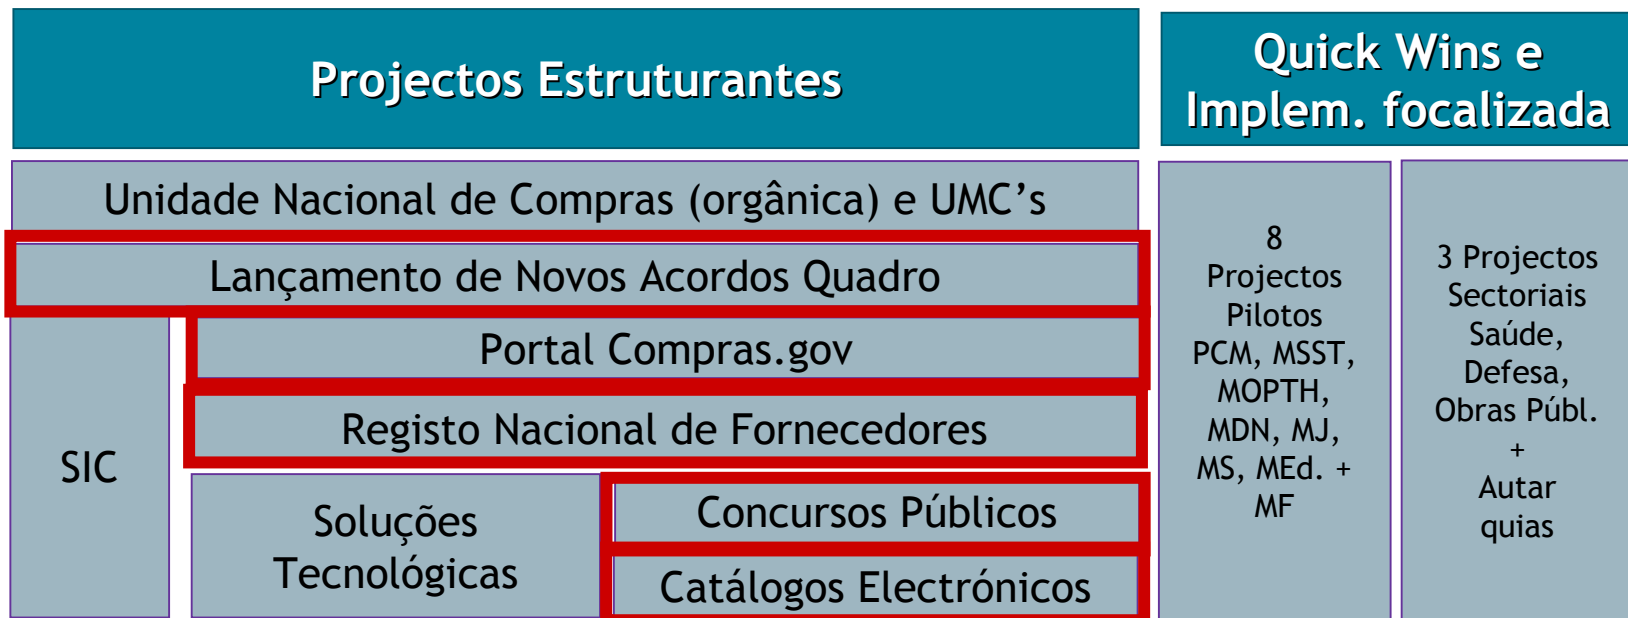 Projectos Estruturantes
Quick Wins e
Implem. focalizada
Unidade Nacional de Compras (orgânica) e UMC’s
Lançamento de Novos Acordos Quadro
SIC
Portal Compras.gov
Registo Nacional de Fornecedores
Soluções
Tecnológicas
Concursos Públicos
Catálogos Electrónicos
8
Projectos
Pilotos
PCM, MSST,
MOPTH,
MDN, MJ,
MS, MEd. +
MF
3 Projectos
Sectoriais
Saúde,
Defesa,
Obras Públ.
+
Autar
quias